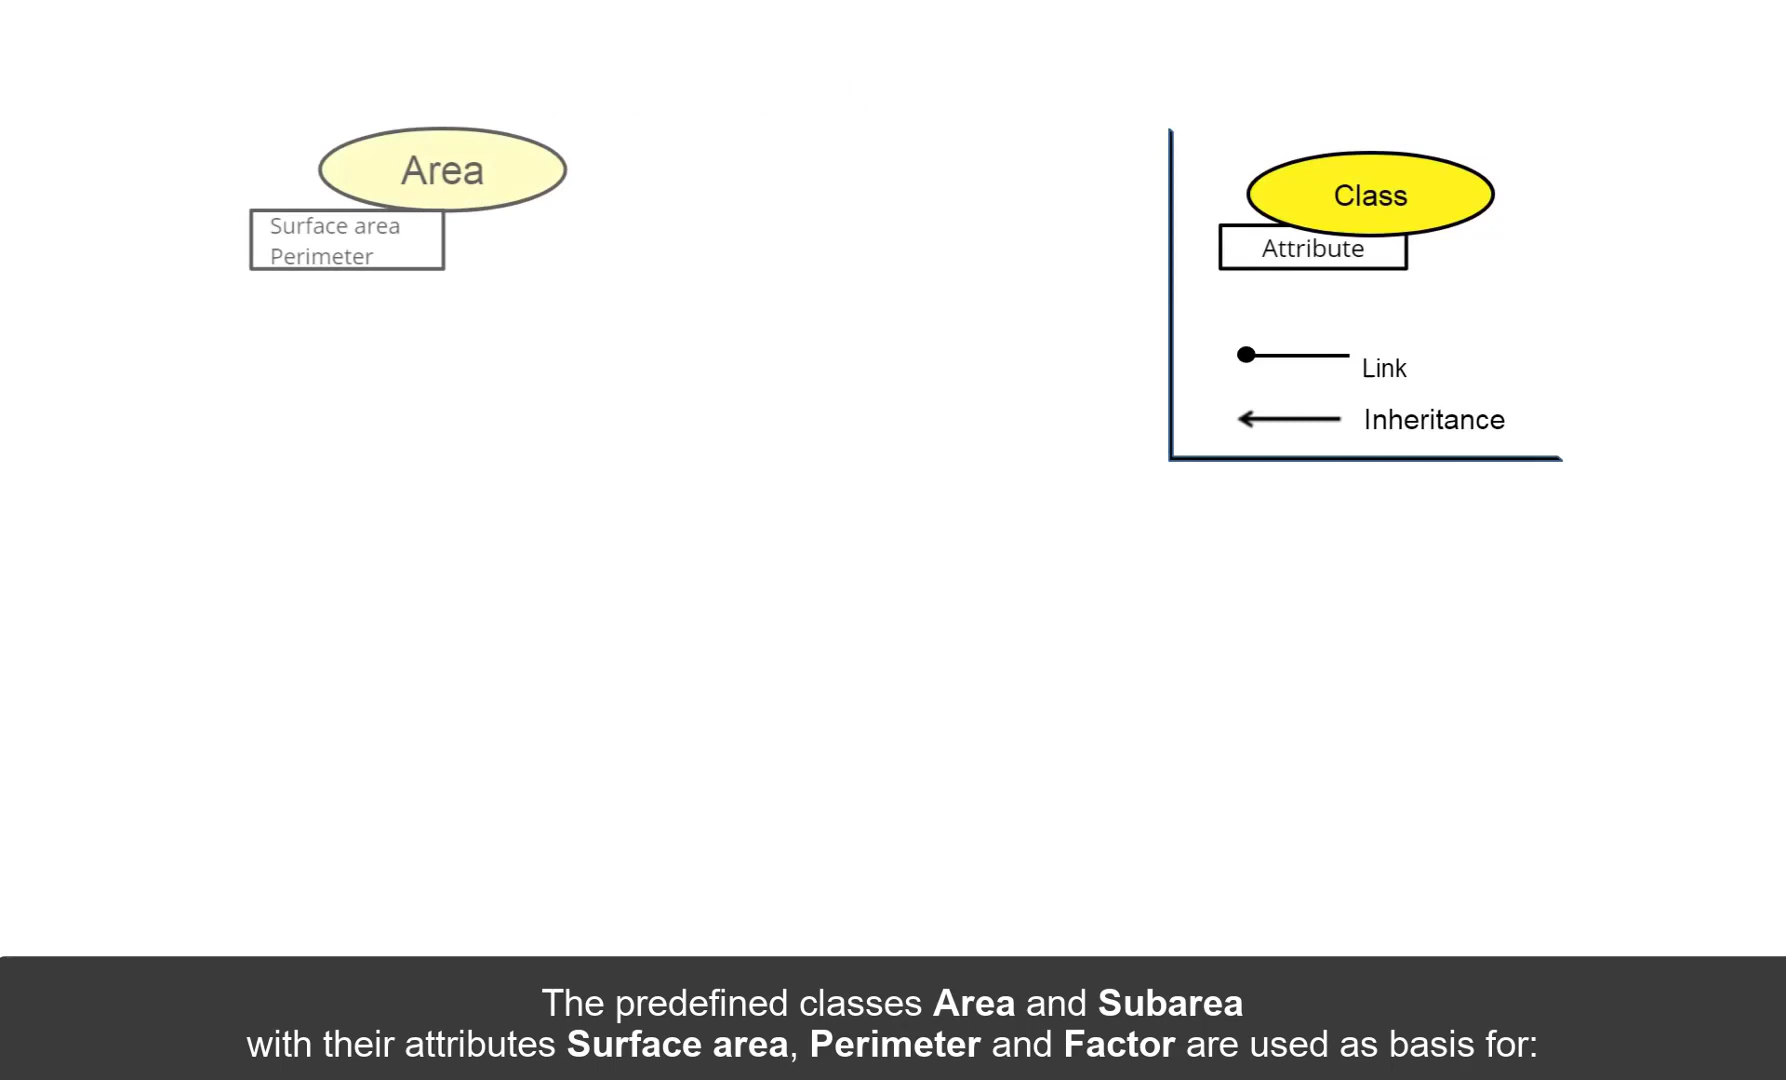 Area
Surface area
Perimeter
Class
Attribute
Link
Inheritance
The predefined classes Area and Subarea
with their attributes Surface area, Perimeter and Factor are used as basis for: